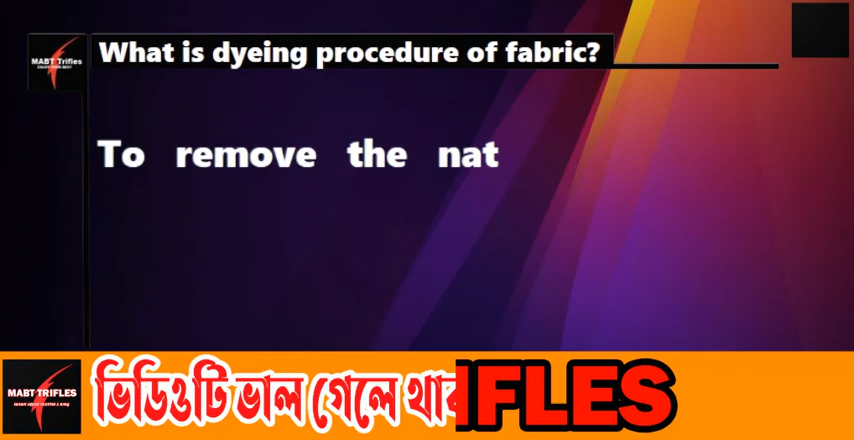 What is dyeing procedure of fabric?
MABT Trifles
To remove the nat
MABT TRIFLES
ভিডিওটি ভাল গেলে থাক
IFLES